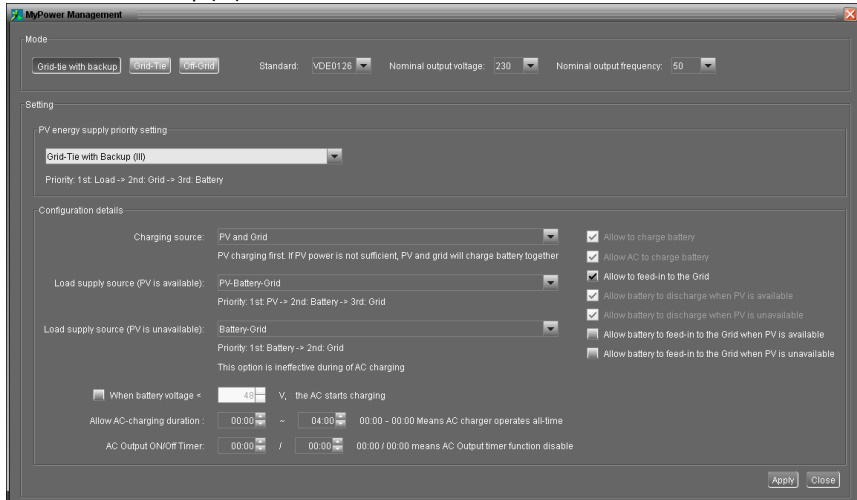 MyPower Management
Mode
Grid-tie with backup Grid-Tie Off-Grid Standard: VDE0126 Nominal output voltage: 230 Nominal output frequency: 50
Setting
PV energy supply priority setting
Grid-Tie with Backup (III)
Priority: 1st: Load -> 2nd: Grid -> 3rd: Battery
Configuration details
Charging source: PV and Grid
PV charging first. If PV power is not sufficient, PV and grid will charge battery together
Load supply source (PV is available): PV-Battery-Grid
Priority: 1st: PV -> 2nd: Battery -> 3rd: Grid
Load supply source (PV is unavailable): Battery-Grid
Priority: 1st: Battery -> 2nd: Grid
This option is ineffective during of AC charging
Allow to charge battery
Allow AC to charge battery
Allow to feed-in to the Grid
Allow battery to discharge when PV is available
Allow battery to discharge when PV is unavailable
Allow battery to feed-in to the Grid when PV is available
Allow battery to feed-in to the Grid when PV is unavailable
When battery voltage < 48 V, the AC starts charging
Allow AC-charging duration : 00:00 ~ 04:00 00:00 - 00:00 Means AC charger operates all-time
AC Output ON/Off Timer: 00:00 / 00:00 00:00 / 00:00 means AC Output timer function disable
Apply Close